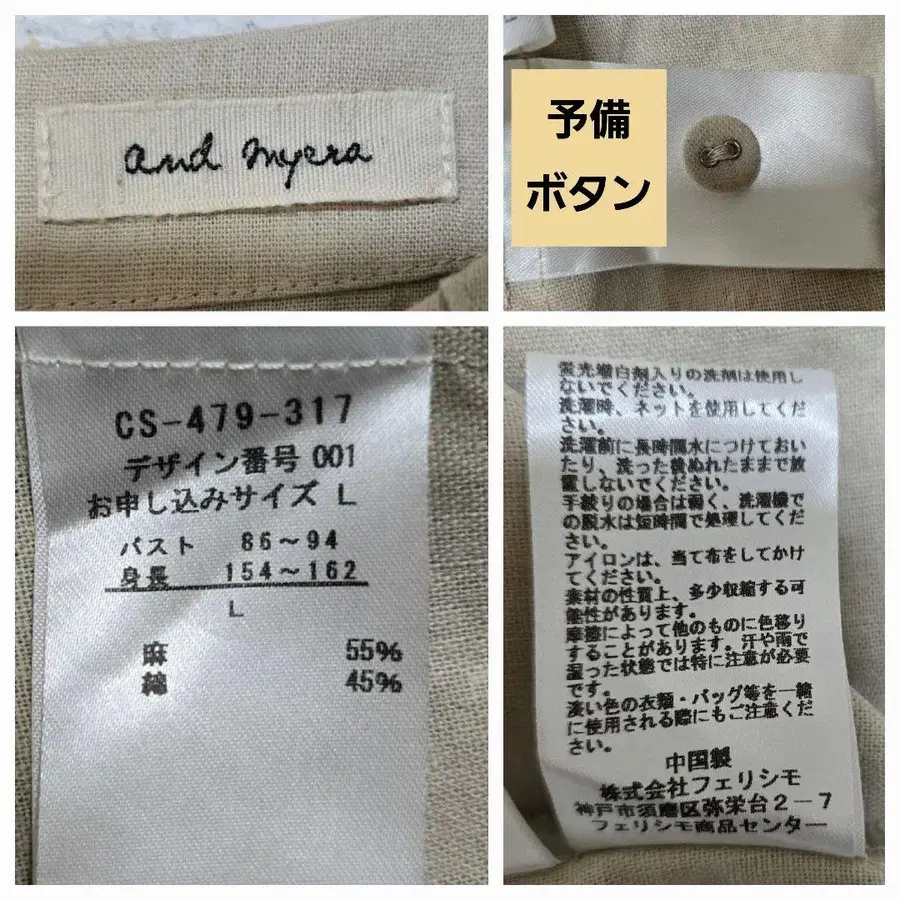 and myera
予備
ボタン
CS-479-317
デザイン番号 001
お申し込みサイズ L
バスト 86～94
身長 154～162
L
麻 55%
綿 45%
蛍光増白剤入りの洗剤は使用し
ないでください。
洗濯時、ネットを使用してくだ
さい。
洗濯前に長時間水につけておい
たり、洗った後ぬれたままで放
置しないでください。
手絞りの場合は弱く、洗濯機で
の脱水は短時間で処理してくだ
さい。
アイロンは、当て布をしてかけ
てください。
素材の性質上、多少収縮する可
能性があります。
摩擦によって他のものに色移り
することがあります。汗や雨で
湿った状態では特に注意が必要
です。
淡い色の衣類・バッグ等を一緒
に使用される際にもご注意くだ
さい。
中国製
株式会社フェリシモ
神戸市須磨区弥栄台2－7
フェリシモ商品センター